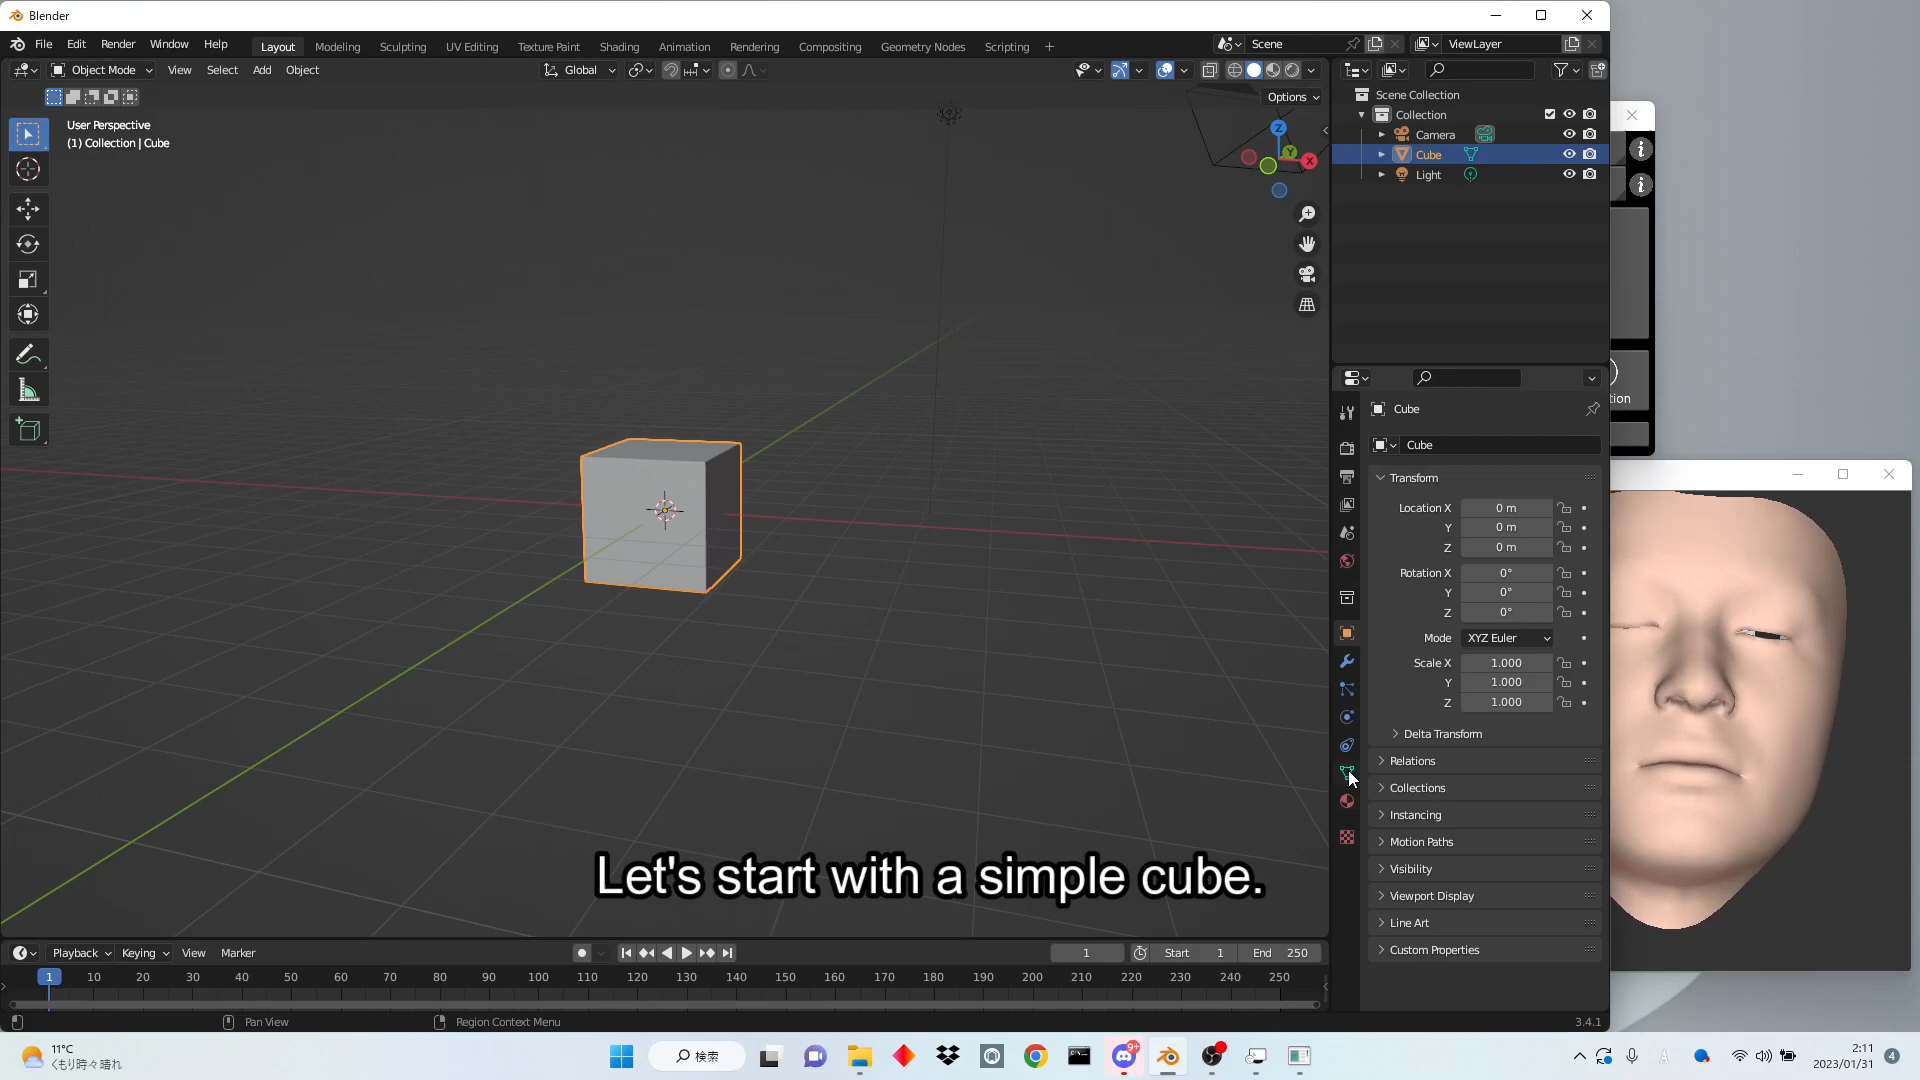 Blender
File Edit Render Window Help Layout Modeling Sculpting UV Editing Texture Paint Shading Animation Rendering Compositing Geometry Nodes Scripting + Scene ViewLayer
Object Mode View Select Add Object Global
Options
User Perspective
(1) Collection | Cube
Z
Y
X
Scene Collection
Collection
Camera
Cube
Light
tion
Cube
Cube
Transform
Location X 0 m
Y 0 m
Z 0 m
Rotation X 0°
Y 0°
Z 0°
Mode XYZ Euler
Scale X 1.000
Y 1.000
Z 1.000
Delta Transform
Relations
Collections
Instancing
Motion Paths
Visibility
Viewport Display
Line Art
Custom Properties
Let's start with a simple cube.
Playback Keying View Marker 1 Start 1 End 250
1 10 20 30 40 50 60 70 80 90 100 110 120 130 140 150 160 170 180 190 200 210 220 230 240 250
Pan View Region Context Menu 3.4.1
11°C
くもり時々晴れ
検索
9+
A
2:11
2023/01/31
4